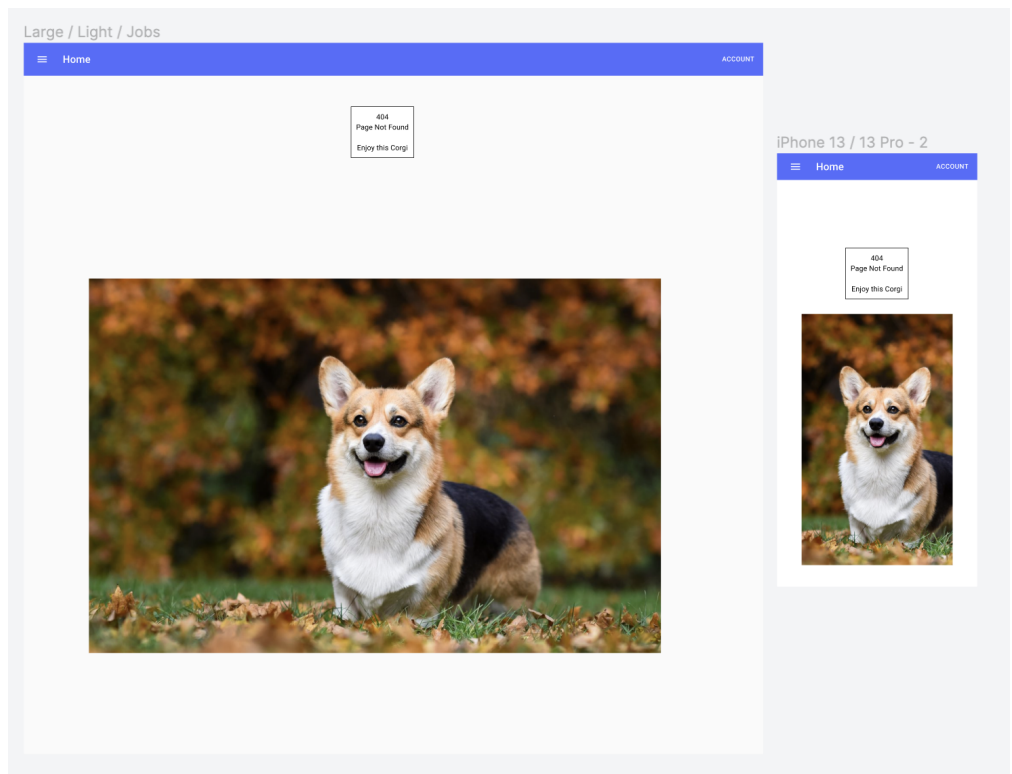 Large / Light / Jobs
Home
ACCOUNT
404
Page Not Found
Enjoy this Corgi
iPhone 13 / 13 Pro - 2
Home
ACCOUNT
404
Page Not Found
Enjoy this Corgi